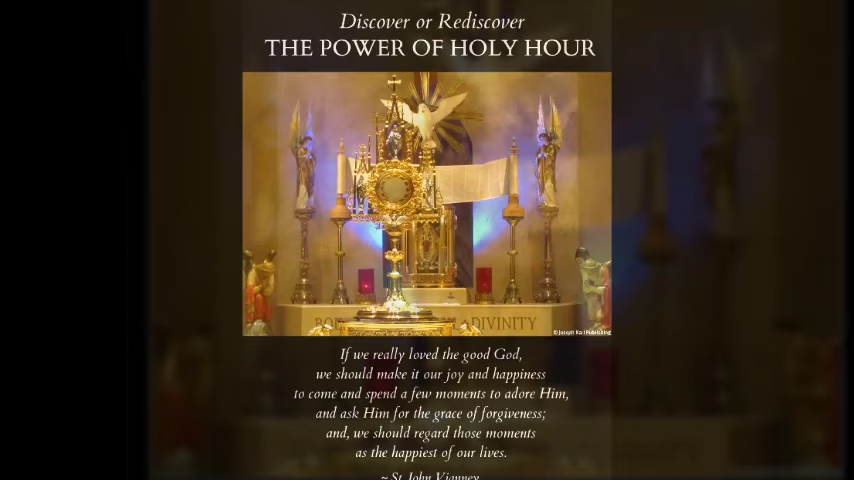 Discover or Rediscover
THE POWER OF HOLY HOUR
BO DIVINITY
© Joseph Karl Publishing
If we really loved the good God,
we should make it our joy and happiness
to come and spend a few moments to adore Him,
and ask Him for the grace of forgiveness;
and, we should regard those moments
as the happiest of our lives.
~ St. John Vianney